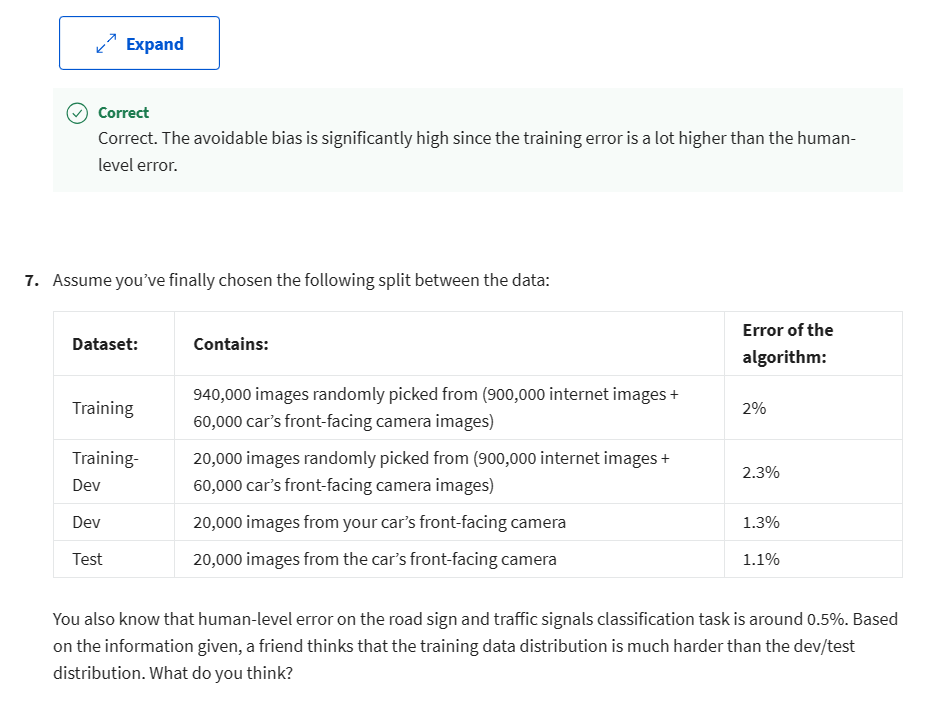 Expand
Correct
Correct. The avoidable bias is significantly high since the training error is a lot higher than the human-
level error.
7. Assume you've finally chosen the following split between the data:
Dataset: Contains: Error of the
algorithm:
Training 940,000 images randomly picked from (900,000 internet images +
60,000 car's front-facing camera images) 2%
Training-
Dev 20,000 images randomly picked from (900,000 internet images +
60,000 car's front-facing camera images) 2.3%
Dev 20,000 images from your car's front-facing camera 1.3%
Test 20,000 images from the car's front-facing camera 1.1%
You also know that human-level error on the road sign and traffic signals classification task is around 0.5%. Based
on the information given, a friend thinks that the training data distribution is much harder than the dev/test
distribution. What do you think?